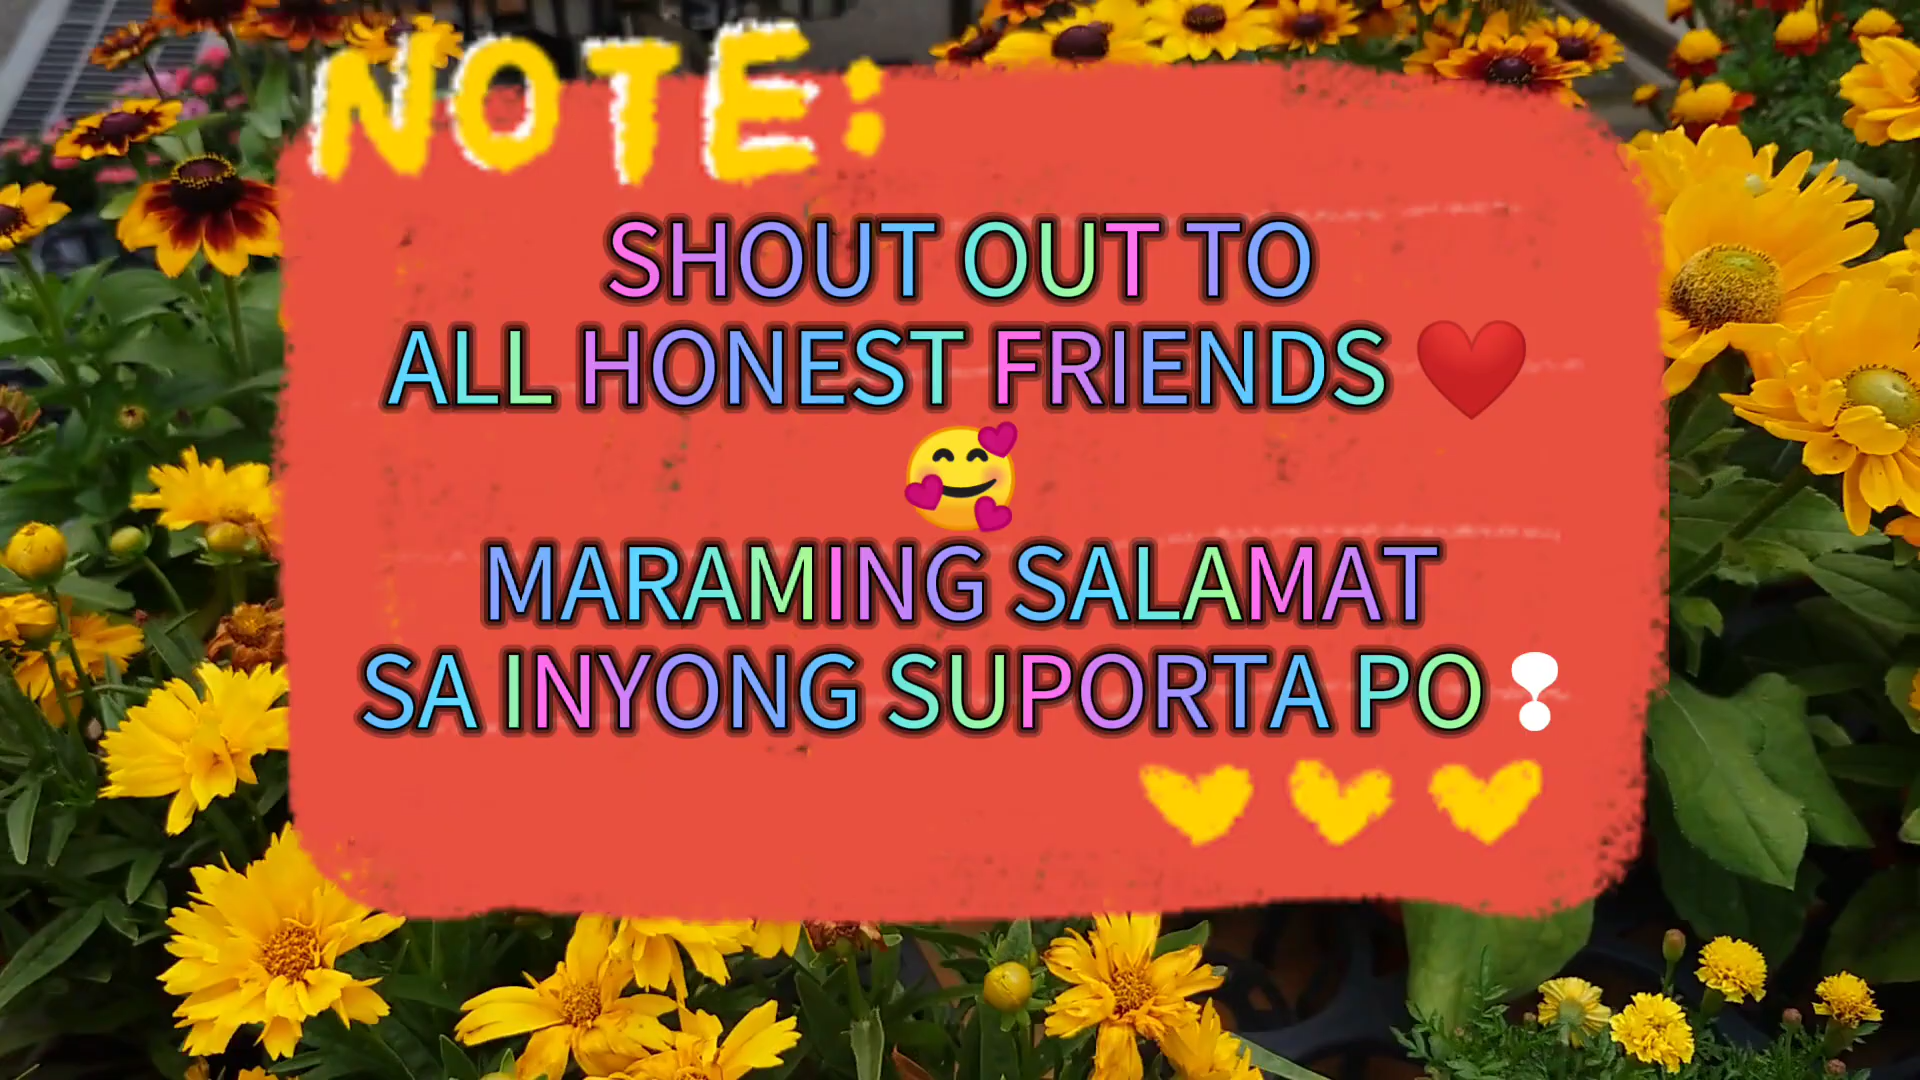 NOTE:
SHOUT OUT TO
ALL HONEST FRIENDS ❤️
🥰
MARAMING SALAMAT
SA INYONG SUPORTA PO ❣